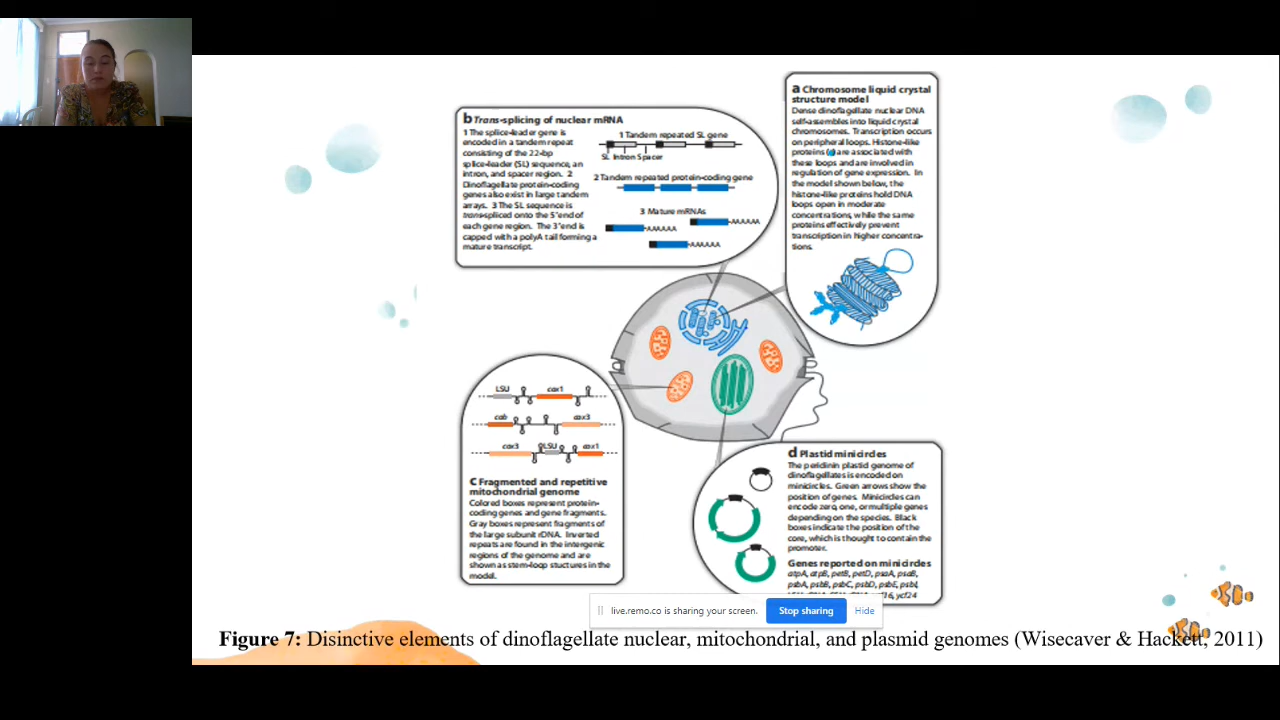 b Trans-splicing of nuclear mRNA
1 The splice-leader gene is
encoded in a tandem repeat
consisting of the 22-bp
splice-leader (SL) sequence, an
intron, and spacer region. 2
Dinoflagellate protein-coding
genes also exist in large tandem
arrays. 3 The SL sequence is
trans-spliced onto the 5'end of
each gene region. The 3'end is
capped with a polyA tail forming a
mature transcript.
1 Tandem repeated SL gene
SL Intron Spacer
2 Tandem repeated protein-coding gene
3 Mature mRNAs
AAAAAA
AAAAAA
AAAAAA
a Chromosome liquid crystal
structure model
Dense dinoflagellate nuclear DNA
self-assembles into liquid crystal
chromosomes. Transcription occurs
on peripheral loops. Histone-like
proteins ( ) are associated with
these loops and are involved in
regulation of gene expression. In
the model shown below, the
histone-like proteins hold DNA
loops open in moderate
concentrations, while the same
proteins effectively prevent
transcription in higher concentra-
tions.
LSU cox1
cob cox3
cox3 LSU cox1
c Fragmented and repetitive
mitochondrial genome
Colored boxes represent protein-
coding genes and gene fragments.
Gray boxes represent fragments of
the large subunit rDNA. Inverted
repeats are found in the intergenic
regions of the genome and are
shown as stem-loop stuctures in the
model.
d Plastid minicircles
The peridinin plastid genome of
dinoflagellates is encoded on
minicircles. Green arrows show the
position of genes. Minicircles can
encode zero, one, or multiple genes
depending on the species. Black
boxes indicate the position of the
core, which is thought to contain the
promoter.
Genes reported on minicircles
atpA, atpB, petB, petD, psaA, psaB,
psbA, psbB, psbC, psbD, psbE, psbI,
ycf24
live.remo.co is sharing your screen.
Stop sharing
Hide
Figure 7: Disinctive elements of dinoflagellate nuclear, mitochondrial, and plasmid genomes (Wisecaver & Hackett, 2011)